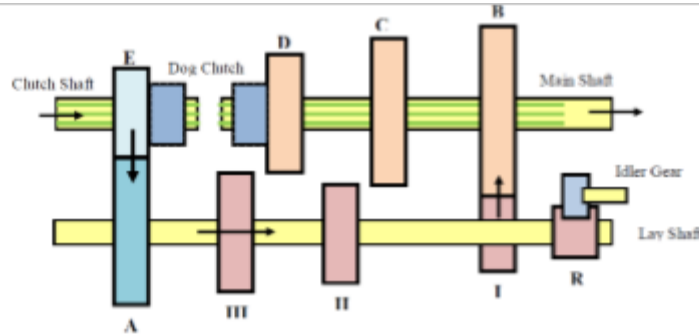 B
C
E
D
Dog Clutch
Clutch Shaft
Main Shaft
Idler Gear
Lay Shaft
III
II
I
R
A